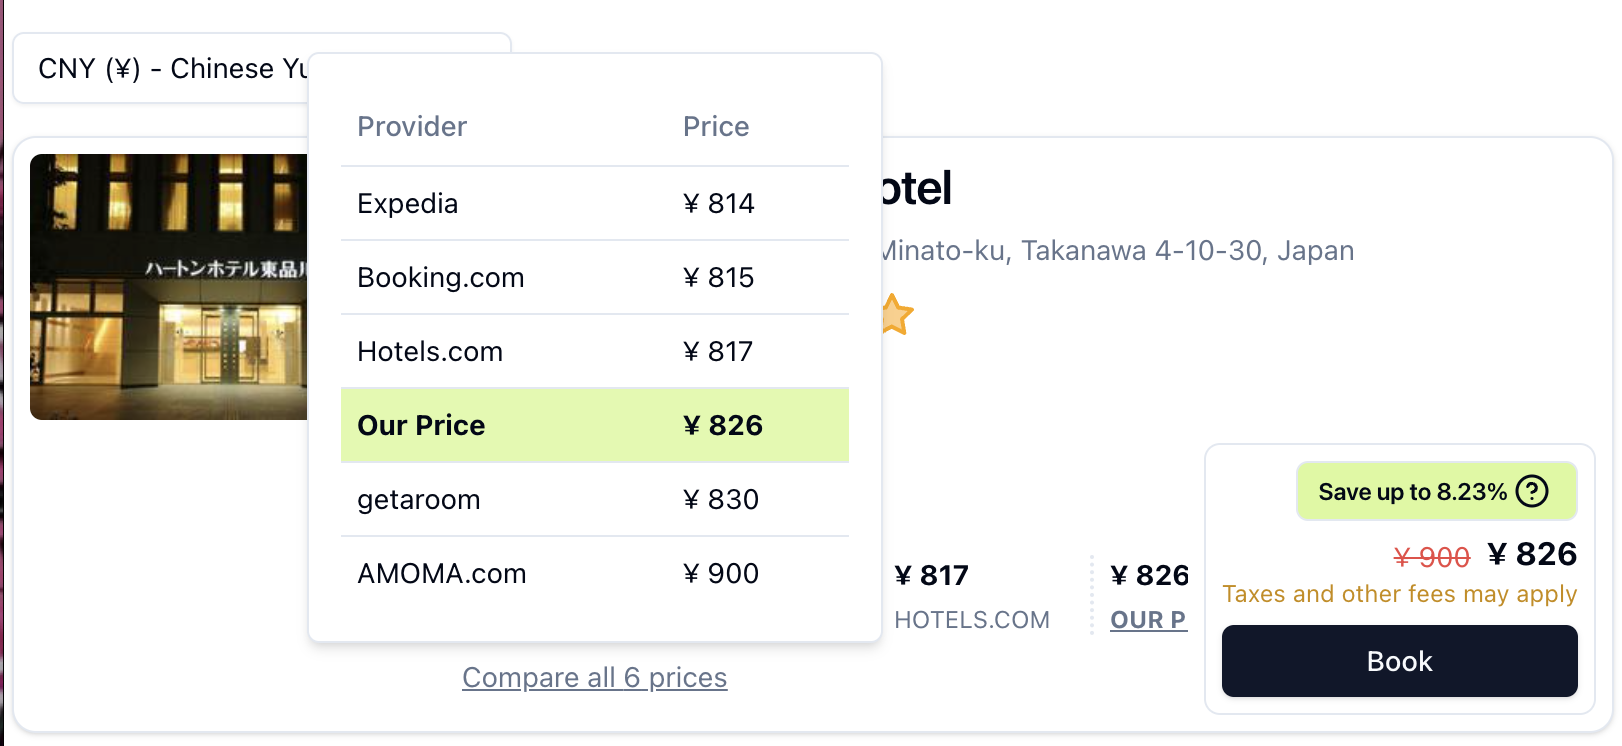 CNY (¥) - Chinese Yu
Provider Price
Expedia ¥ 814
Booking.com ¥ 815
Hotels.com ¥ 817
Our Price ¥ 826
getaroom ¥ 830
AMOMA.com ¥ 900
Compare all 6 prices
ハートンホテル東品川
otel
Minato-ku, Takanawa 4-10-30, Japan
¥ 817
HOTELS.COM
¥ 826
OUR P
Save up to 8.23% ?
¥ 900 ¥ 826
Taxes and other fees may apply
Book